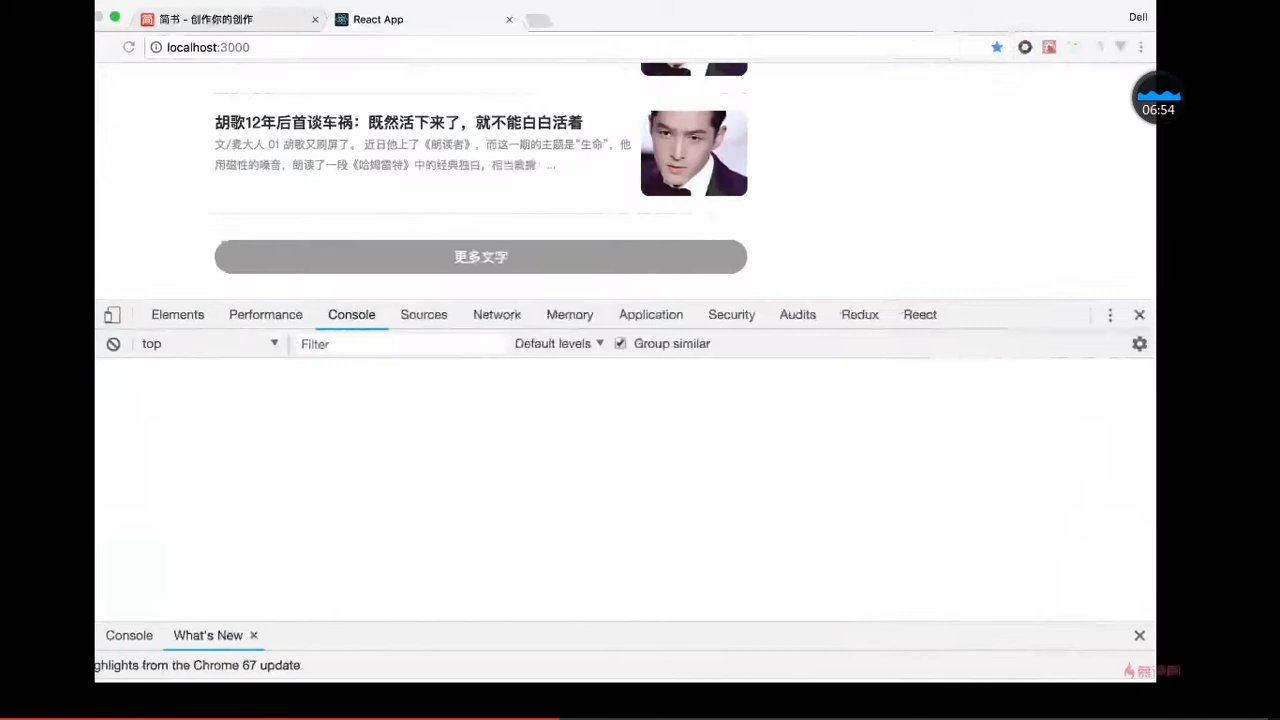 简 简书 - 创作你的创作 ×
React App ×
Dell
localhost:3000
06:54
胡歌12年后首谈车祸：既然活下来了，就不能白白活着
文/麦大人 01 胡歌又刷屏了。 近日他上了《朗读者》，而这一期的主题是“生命”，他
用磁性的嗓音，朗读了一段《哈姆雷特》中的经典独白，相当震撼 ...
更多文字
Elements Performance Console Sources Network Memory Application Security Audits Redux React
top Filter Default levels Group similar
Console What's New ×
ghlights from the Chrome 67 update